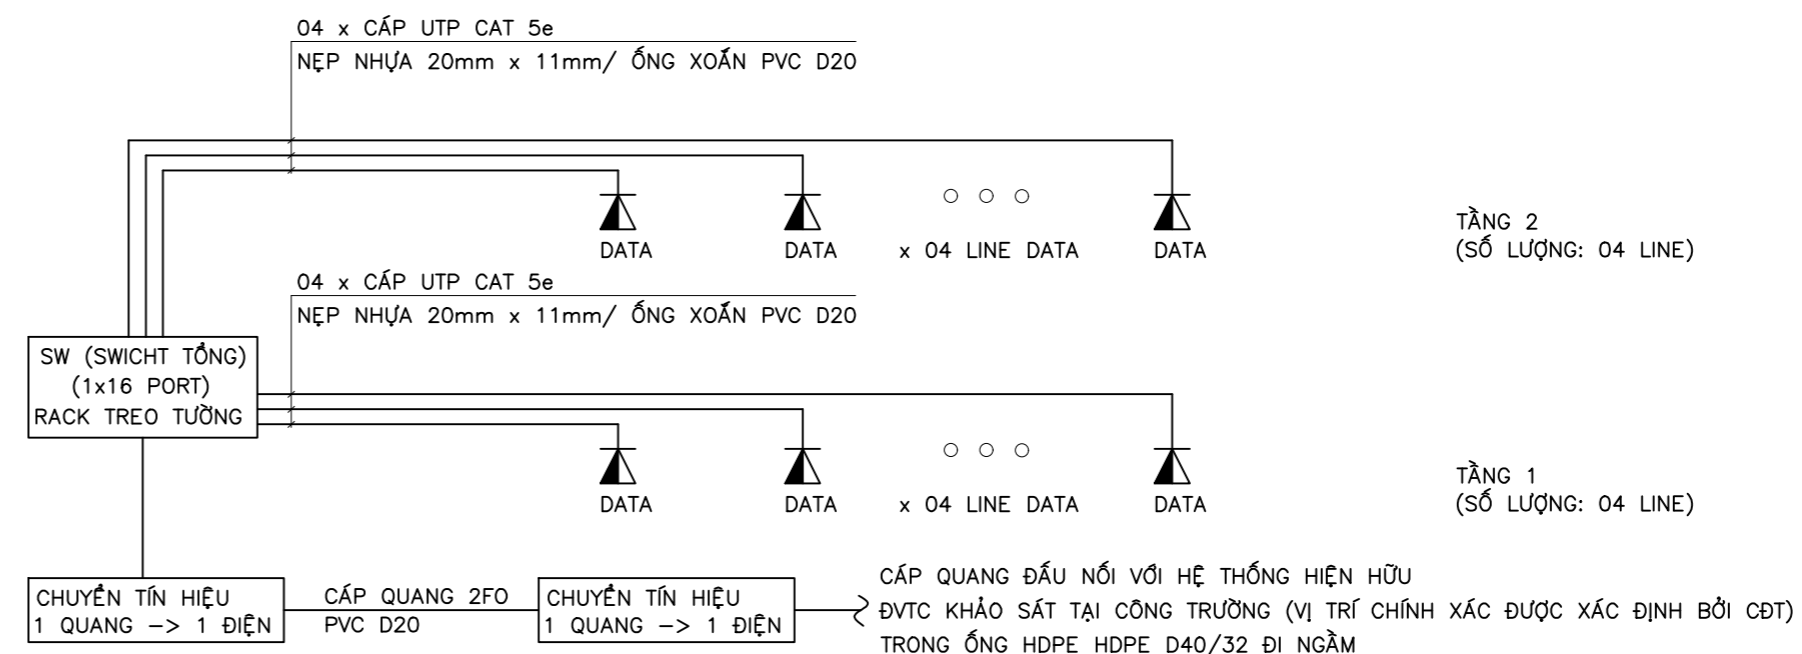 04 x CÁP UTP CAT 5e
NẸP NHỰA 20mm x 11mm/ ỐNG XOẮN PVC D20
DATA
DATA
x 04 LINE DATA
DATA
TẦNG 2
(SỐ LƯỢNG: 04 LINE)
04 x CÁP UTP CAT 5e
NẸP NHỰA 20mm x 11mm/ ỐNG XOẮN PVC D20
SW (SWICHT TỔNG)
(1x16 PORT)
RACK TREO TƯỜNG
DATA
DATA
x 04 LINE DATA
DATA
TẦNG 1
(SỐ LƯỢNG: 04 LINE)
CHUYỂN TÍN HIỆU
1 QUANG -> 1 ĐIỆN
CÁP QUANG 2FO
PVC D20
CHUYỂN TÍN HIỆU
1 QUANG -> 1 ĐIỆN
CÁP QUANG ĐẤU NỐI VỚI HỆ THỐNG HIỆN HỮU
ĐVTC KHẢO SÁT TẠI CÔNG TRƯỜNG (VỊ TRÍ CHÍNH XÁC ĐƯỢC XÁC ĐỊNH BỞI CĐT)
TRONG ỐNG HDPE HDPE D40/32 ĐI NGẦM